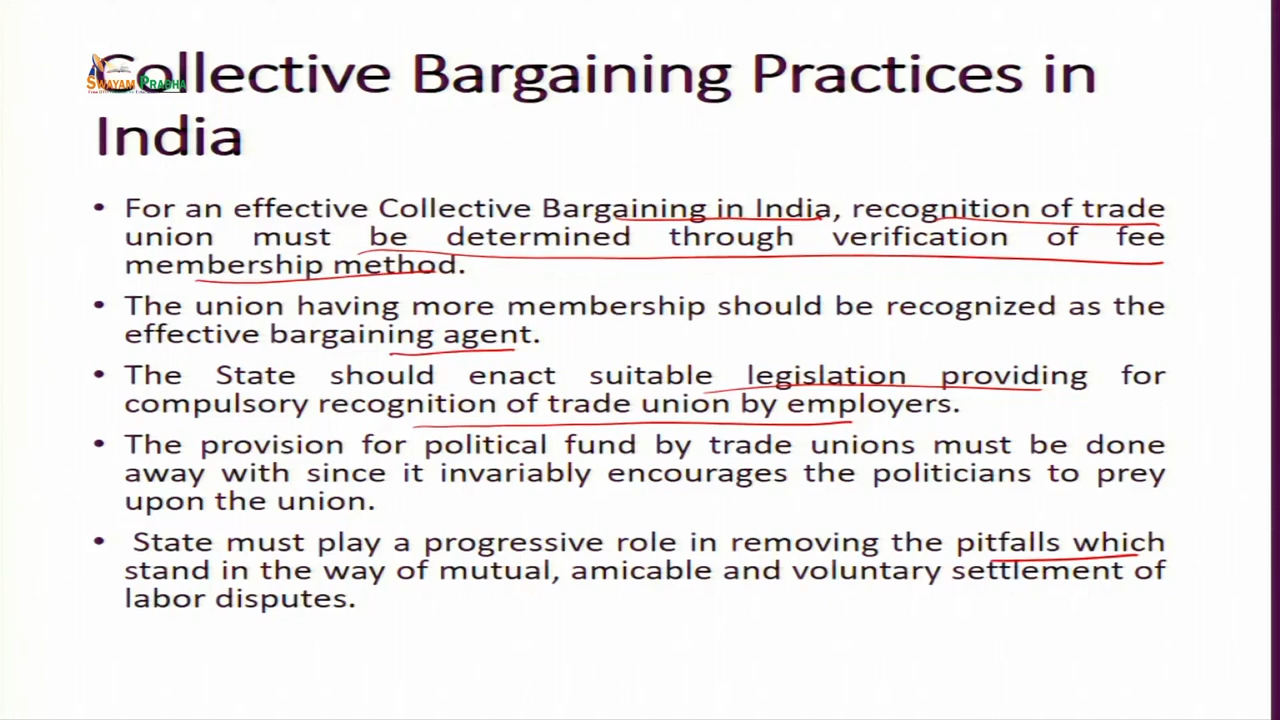 Collective Bargaining Practices in
India
SWAYAM PRABHA
• For an effective Collective Bargaining in India, recognition of trade
union must be determined through verification of fee
membership method.
• The union having more membership should be recognized as the
effective bargaining agent.
• The State should enact suitable legislation providing for
compulsory recognition of trade union by employers.
• The provision for political fund by trade unions must be done
away with since it invariably encourages the politicians to prey
upon the union.
• State must play a progressive role in removing the pitfalls which
stand in the way of mutual, amicable and voluntary settlement of
labor disputes.